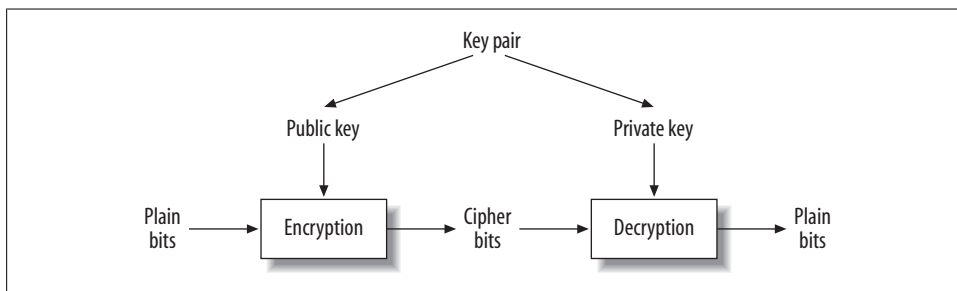 Key pair
Public key
Private key
Plain
bits
Encryption
Cipher
bits
Decryption
Plain
bits